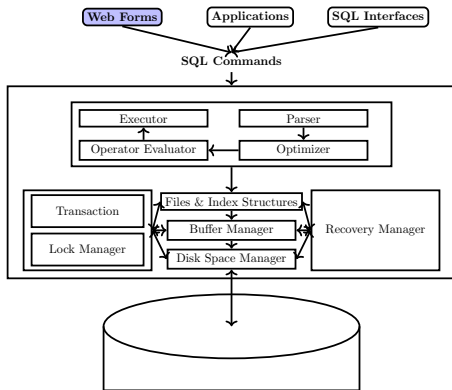 Web Forms
Applications
SQL Interfaces
SQL Commands
Executor
Parser
Operator Evaluator
Optimizer
Files & Index Structures
Transaction
Buffer Manager
Recovery Manager
Lock Manager
Disk Space Manager